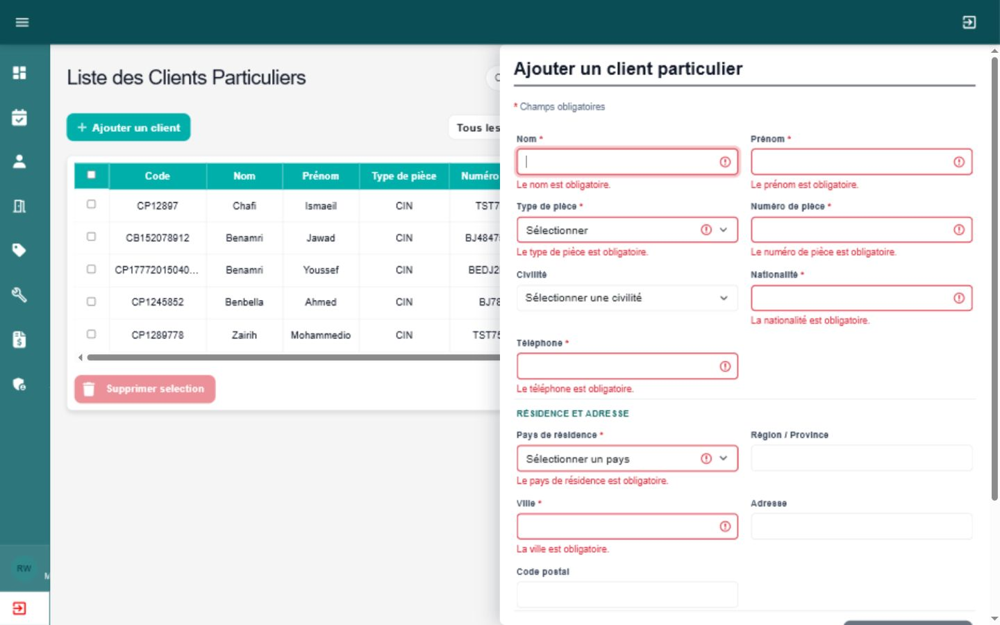 Liste des Clients Particuliers
+ Ajouter un client
Tous les
Code Nom Prénom Type de pièce Numéro
CP12897 Chafi Ismaeil CIN TST7
CB152078912 Benamri Jawad CIN BJ4847
CP17772015040... Benamri Youssef CIN BEDJ2
CP1245852 Benbella Ahmed CIN BJ78
CP1289778 Zairih Mohammedio CIN TST75
Supprimer selection
RW
M
Ajouter un client particulier
* Champs obligatoires
Nom * Prénom *
Le nom est obligatoire. Le prénom est obligatoire.
Type de pièce * Numéro de pièce *
Sélectionner
Le type de pièce est obligatoire. Le numéro de pièce est obligatoire.
Civilité Nationalité *
Sélectionner une civilité
La nationalité est obligatoire.
Téléphone *
Le téléphone est obligatoire.
RÉSIDENCE ET ADRESSE
Pays de résidence * Région / Province
Sélectionner un pays
Le pays de résidence est obligatoire.
Ville * Adresse
La ville est obligatoire.
Code postal